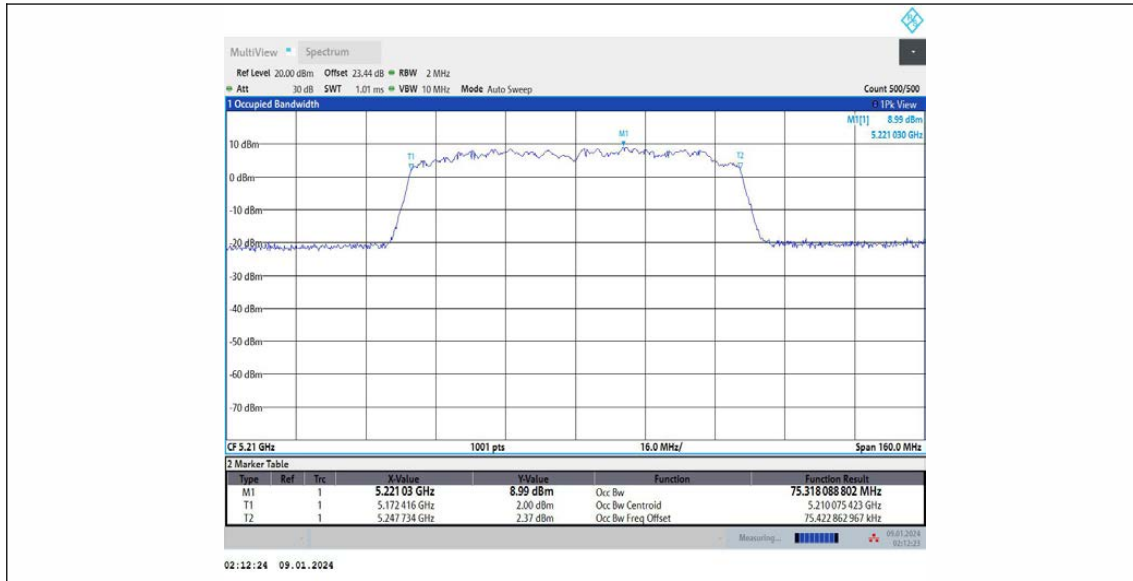 MultiView Spectrum
Ref Level 20.00 dBm Offset 23.44 dB RBW 2 MHz
Att 30 dB SWT 1.01 ms VBW 10 MHz Mode Auto Sweep Count 500/500
1 Occupied Bandwidth 1Pk View
M1[1] 8.99 dBm
5.221 030 GHz
M1
10 dBm
T1 T2
0 dBm
-10 dBm
-20 dBm
-30 dBm
-40 dBm
-50 dBm
-60 dBm
-70 dBm
CF 5.21 GHz 1001 pts 16.0 MHz/ Span 160.0 MHz
2 Marker Table
Type Ref Trc X-Value Y-Value Function Function Result
M1 1 5.221 03 GHz 8.99 dBm Occ Bw 75.318 088 802 MHz
T1 1 5.172 416 GHz 2.00 dBm Occ Bw Centroid 5.210 075 423 GHz
T2 1 5.247 734 GHz 2.37 dBm Occ Bw Freq Offset 75.422 862 967 kHz
Measuring... 09.01.2024
02:12:23
02:12:24 09.01.2024